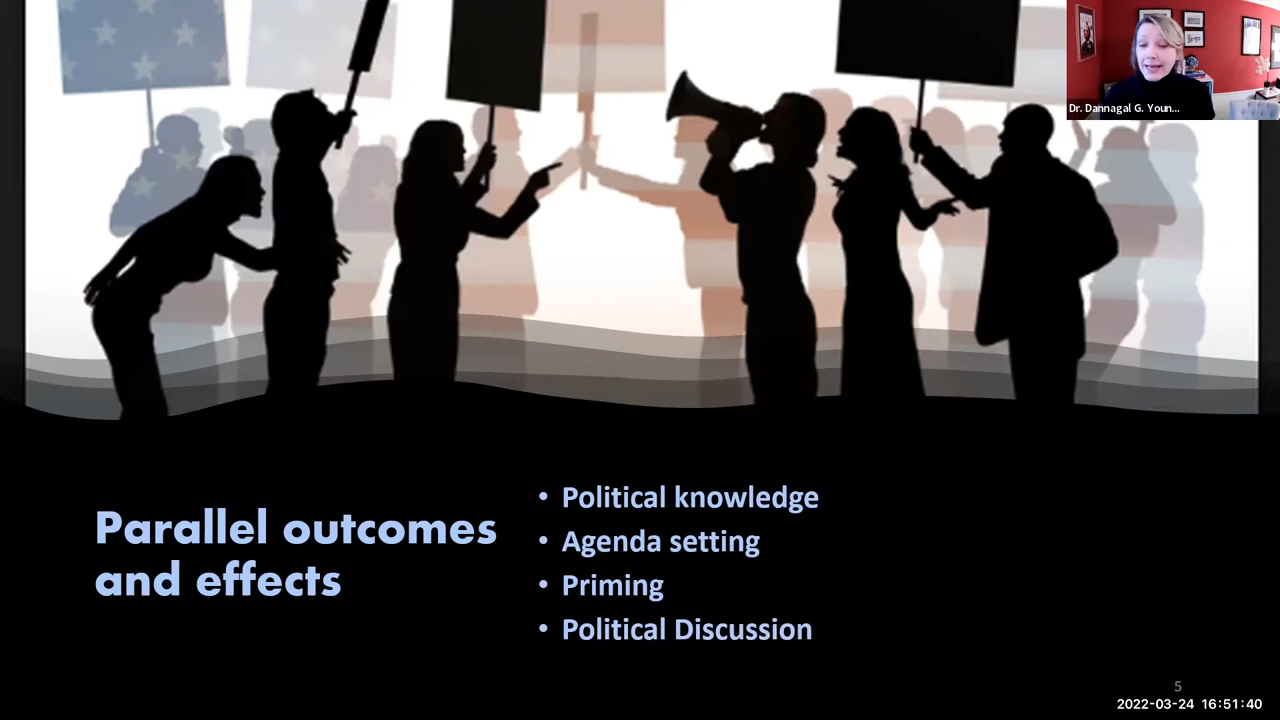 Dr. Dannagal G. Youn...
Parallel outcomes
and effects
• Political knowledge
• Agenda setting
• Priming
• Political Discussion
5
2022-03-24 16:51:40